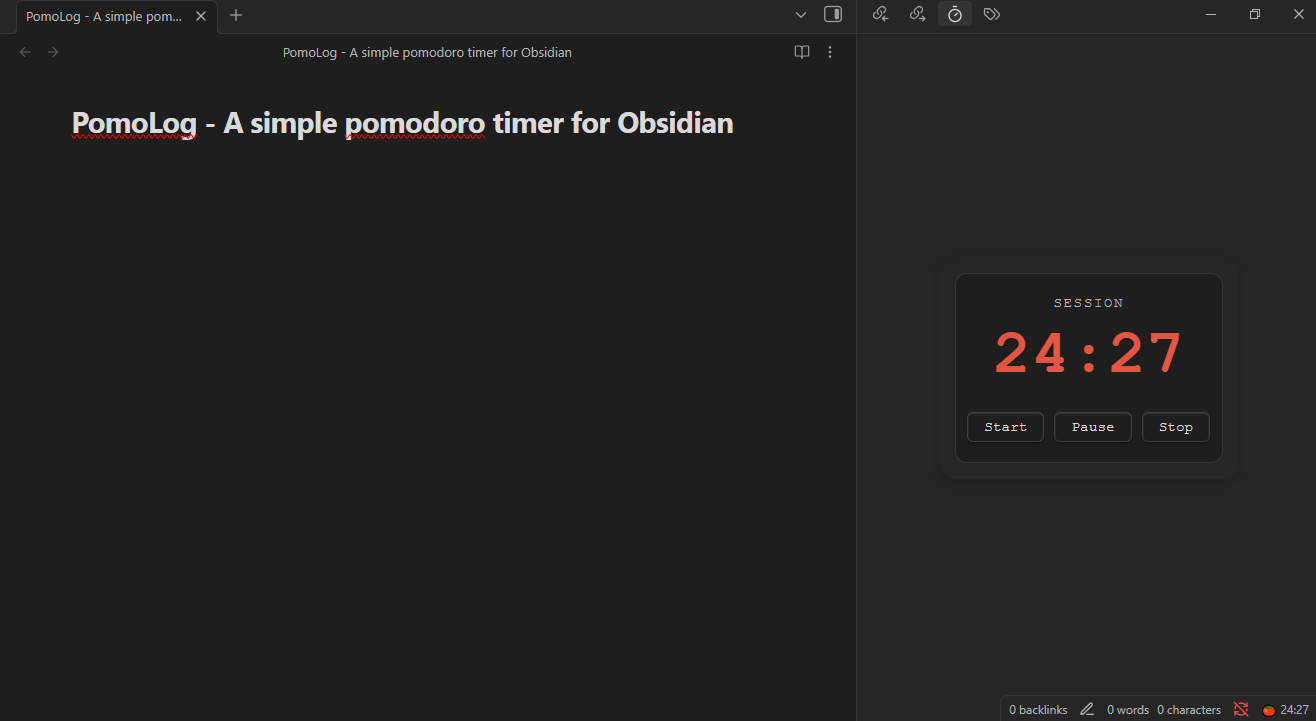 PomoLog - A simple pom...
PomoLog - A simple pomodoro timer for Obsidian
PomoLog - A simple pomodoro timer for Obsidian
SESSION
24:27
Start Pause Stop
0 backlinks 0 words 0 characters 24:27